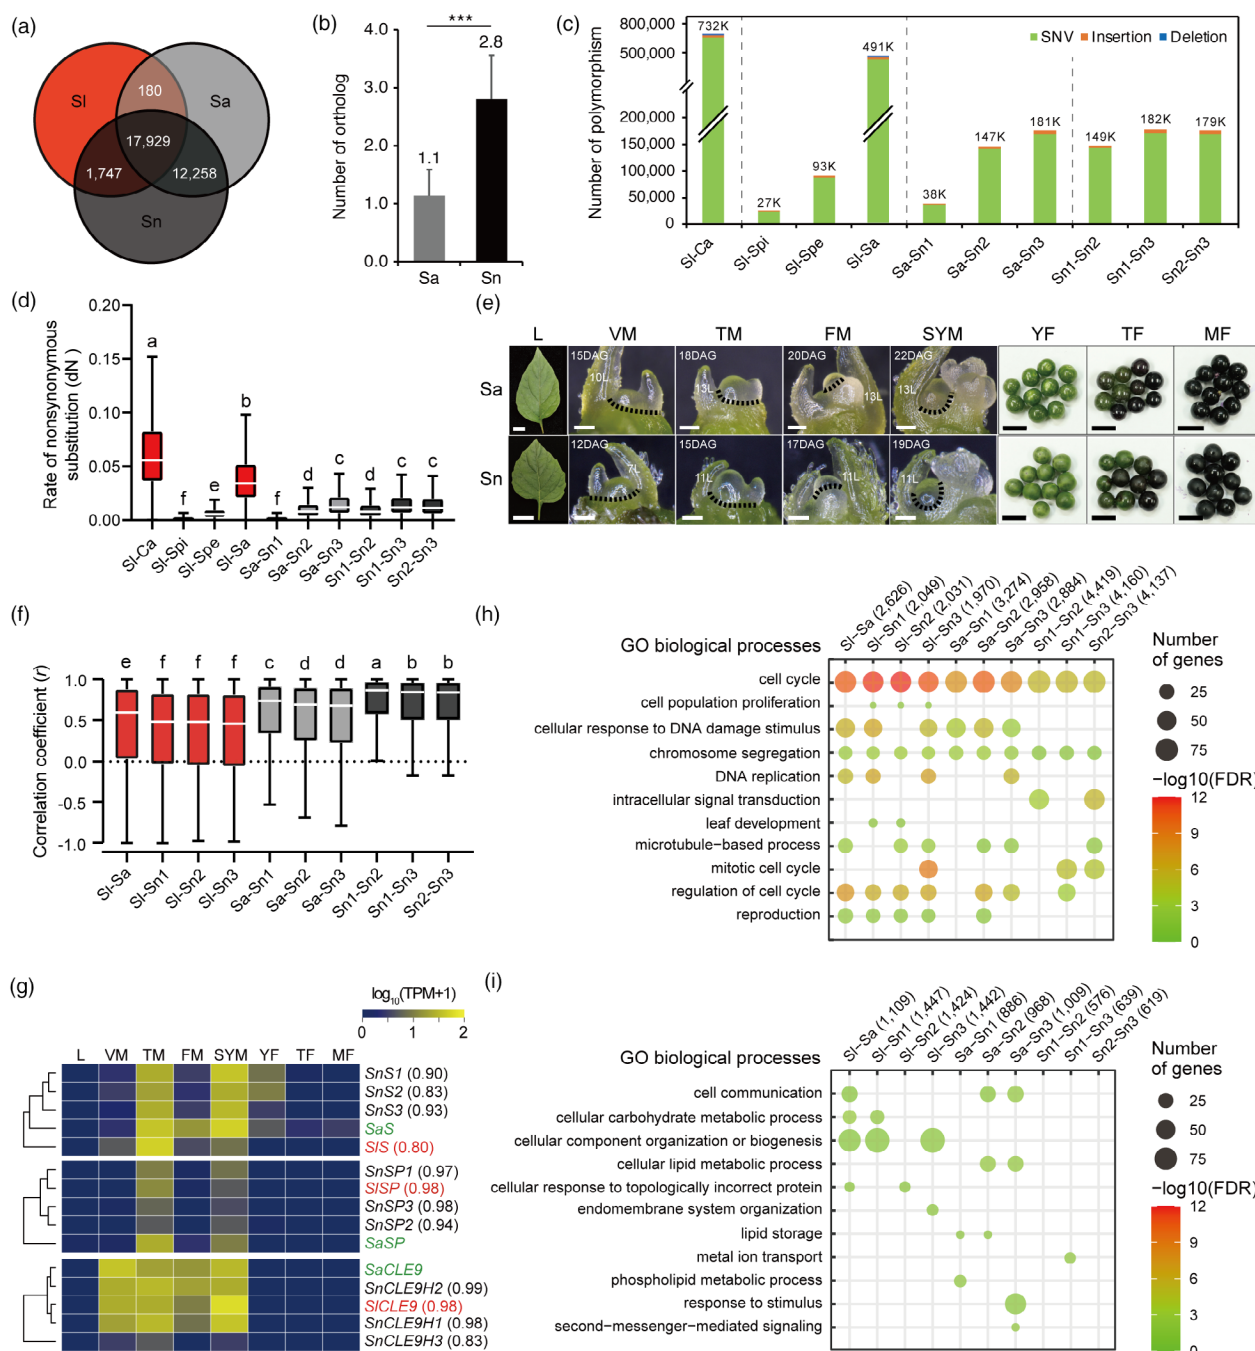 (a)
Sl
180
Sa
17,929
1,747
12,258
Sn
(b)
Number of ortholog
4.0
3.0
2.0
1.0
0.0
***
2.8
1.1
Sa
Sn
(c)
Number of polymorphism
800,000
500,000
200,000
150,000
100,000
50,000
0
SNV
Insertion
Deletion
732K
27K
93K
491K
38K
147K
181K
149K
182K
179K
Sl-Ca
Sl-Spi
Sl-Spe
Sl-Sa
Sa-Sn1
Sa-Sn2
Sa-Sn3
Sn1-Sn2
Sn1-Sn3
Sn2-Sn3
(d)
Rate of nonsynonymous
substitution (dN )
0.20
0.15
0.10
0.05
0.00
a
f
e
b
f
d
c
d
c
c
Sl-Ca
Sl-Spi
Sl-Spe
Sl-Sa
Sa-Sn1
Sa-Sn2
Sa-Sn3
Sn1-Sn2
Sn1-Sn3
Sn2-Sn3
(e)
L
VM
TM
FM
SYM
YF
TF
MF
Sa
15DAG
10L
18DAG
13L
20DAG
13L
22DAG
13L
Sn
12DAG
7L
15DAG
11L
17DAG
11L
19DAG
11L
(f)
Correlation coefficient (r)
1.0
0.5
0.0
-0.5
-1.0
e
f
f
f
c
d
d
a
b
b
Sl-Sa
Sl-Sn1
Sl-Sn2
Sl-Sn3
Sa-Sn1
Sa-Sn2
Sa-Sn3
Sn1-Sn2
Sn1-Sn3
Sn2-Sn3
(h)
GO biological processes
Sl-Sa (2,626)
Sl-Sn1 (2,049)
Sl-Sn2 (2,031)
Sl-Sn3 (1,970)
Sa-Sn1 (3,274)
Sa-Sn2 (2,958)
Sa-Sn3 (2,884)
Sn1-Sn2 (4,419)
Sn1-Sn3 (4,160)
Sn2-Sn3 (4,137)
cell cycle
cell population proliferation
cellular response to DNA damage stimulus
chromosome segregation
DNA replication
intracellular signal transduction
leaf development
microtubule-based process
mitotic cell cycle
regulation of cell cycle
reproduction
Number
of genes
25
50
75
−log10(FDR)
12
10
8
6
4
2
0
(g)
log10(TPM+1)
0
1
2
L
VM
TM
FM
SYM
YF
TF
MF
SnS1 (0.90)
SnS2 (0.83)
SnS3 (0.93)
SaS
SlS (0.80)
SnSP1 (0.97)
SlSP (0.98)
SnSP3 (0.98)
SnSP2 (0.94)
SaSP
SaCLE9
SnCLE9H2 (0.99)
SlCLE9 (0.98)
SnCLE9H1 (0.98)
SnCLE9H3 (0.83)
(i)
GO biological processes
Sl-Sa (1,109)
Sl-Sn1 (1,447)
Sl-Sn2 (1,424)
Sl-Sn3 (1,442)
Sa-Sn1 (886)
Sa-Sn2 (968)
Sa-Sn3 (1,009)
Sn1-Sn2 (576)
Sn1-Sn3 (639)
Sn2-Sn3 (619)
cell communication
cellular carbohydrate metabolic process
cellular component organization or biogenesis
cellular lipid metabolic process
cellular response to topologically incorrect protein
endomembrane system organization
lipid storage
metal ion transport
phospholipid metabolic process
response to stimulus
second-messenger-mediated signaling
Number
of genes
25
50
75
−log10(FDR)
12
10
8
6
4
2
0